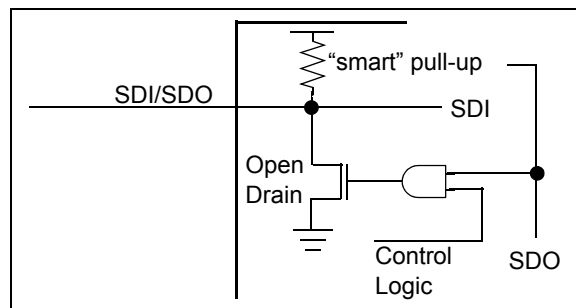 “smart” pull-up
SDI/SDO
SDI
Open
Drain
Control
Logic
SDO